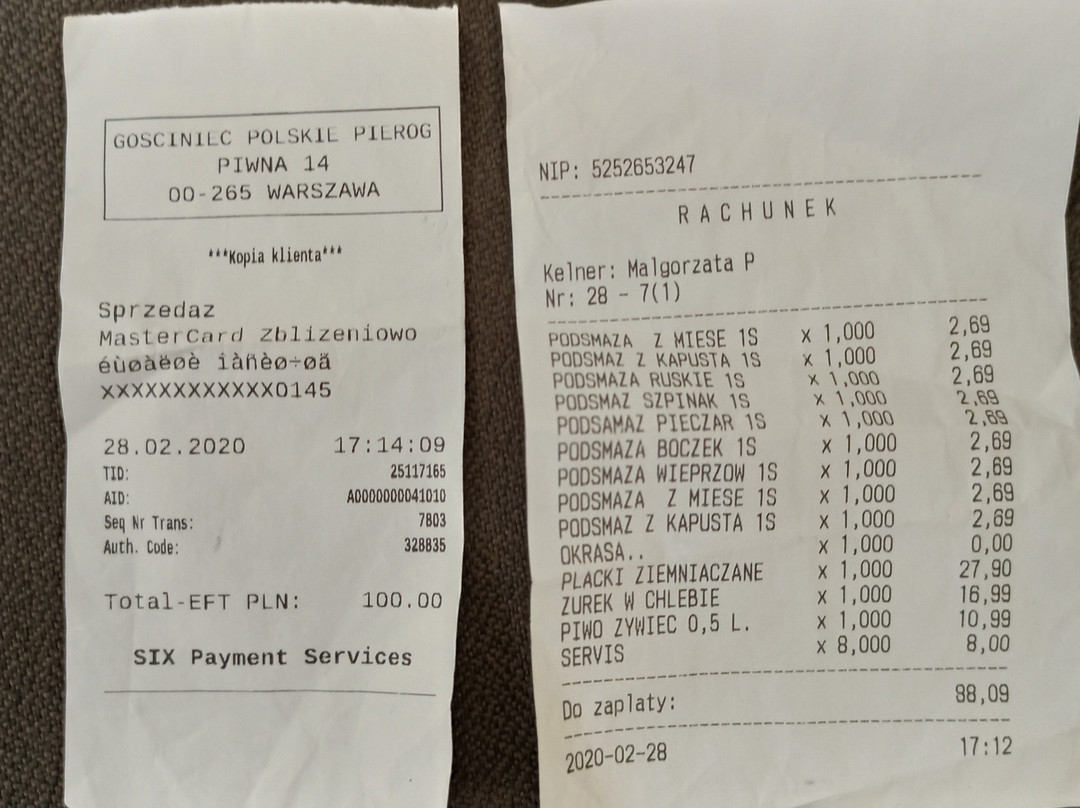 GOSCINIEC POLSKIE PIEROG
PIWNA 14
00-265 WARSZAWA
***Kopia klienta***
Sprzedaz
MasterCard Zblizeniowo
éùøàëøè iàñèø÷øä
XXXXXXXXXXXX0145
28.02.2020 17:14:09
TID: 25117165
AID: A0000000041010
Seq Nr Trans: 7803
Auth. Code: 328835
Total-EFT PLN: 100.00
SIX Payment Services
NIP: 5252653247
RACHUNEK
Kelner: Malgorzata P
Nr: 28 - 7(1)
PODSMAZA Z MIESE 1S x 1,000 2,69
PODSMAZ Z KAPUSTA 1S x 1,000 2,69
PODSMAZA RUSKIE 1S x 1,000 2,69
PODSMAZ SZPINAK 1S x 1,000 2,69
PODSAMAZ PIECZAR 1S x 1,000 2,69
PODSMAZA BOCZEK 1S x 1,000 2,69
PODSMAZA WIEPRZOW 1S x 1,000 2,69
PODSMAZA Z MIESE 1S x 1,000 2,69
PODSMAZ Z KAPUSTA 1S x 1,000 2,69
OKRASA.. x 1,000 0,00
PLACKI ZIEMNIACZANE x 1,000 27,90
ZUREK W CHLEBIE x 1,000 16,99
PIWO ZYWIEC 0,5 L. x 1,000 10,99
SERVIS x 8,000 8,00
Do zaplaty: 88,09
2020-02-28 17:12